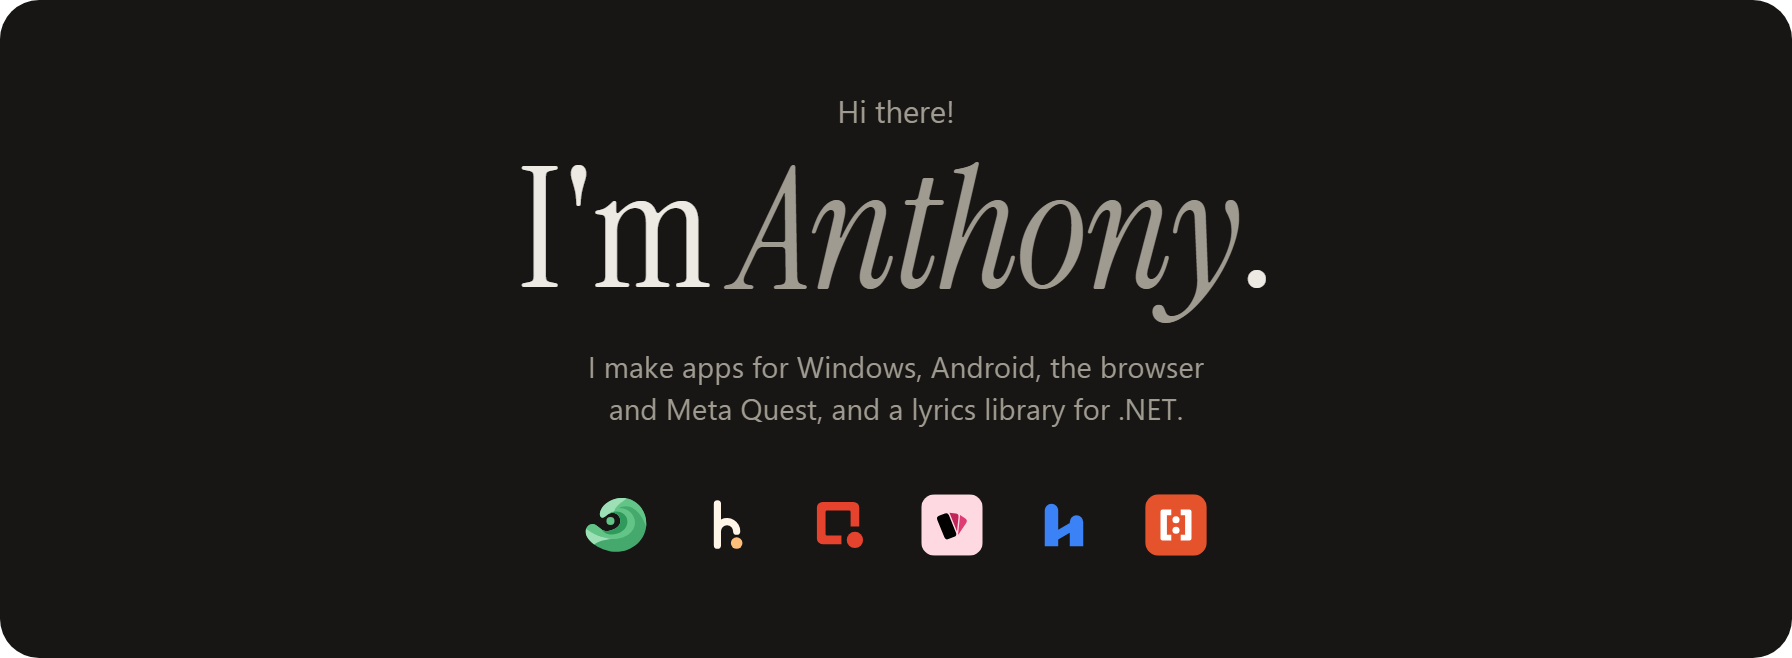 Hi there!
I'm Anthony.
I make apps for Windows, Android, the browser
and Meta Quest, and a lyrics library for .NET.